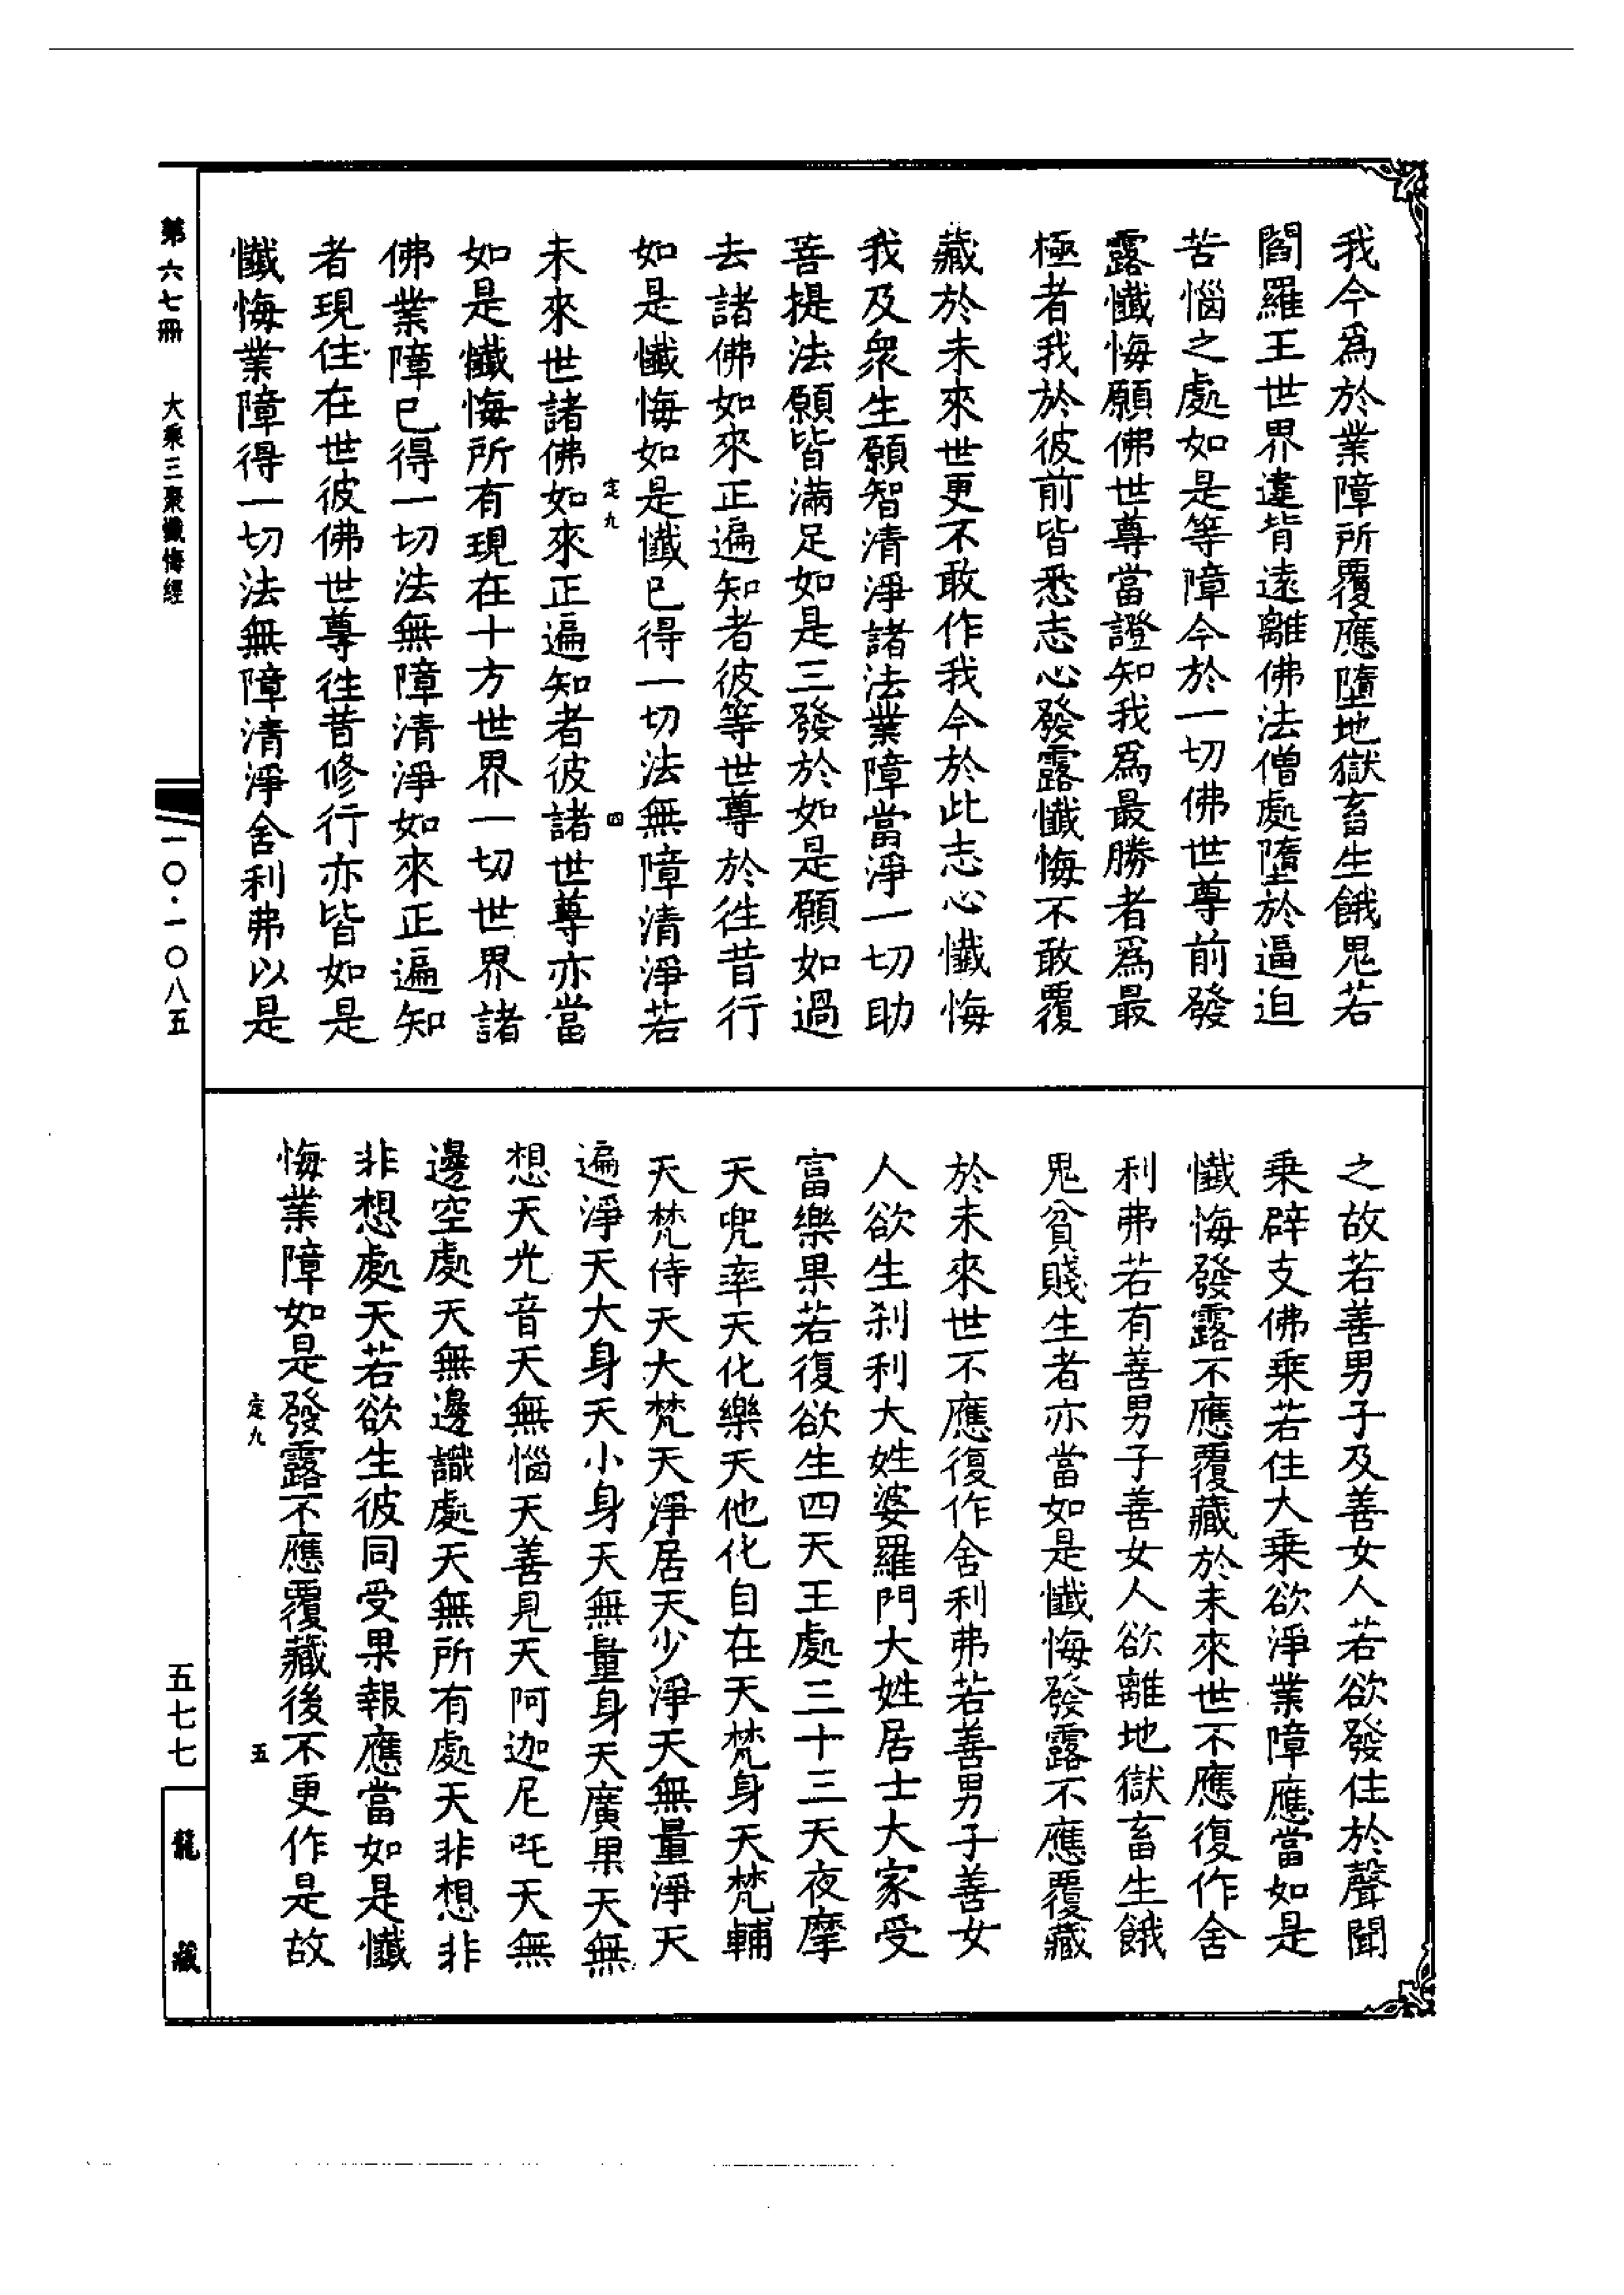 我今為於業障所覆應墮地獄畜生餓鬼若
閻羅王世界違背遠離佛法僧處墮於逼迫
苦惱之處如是等障今於一切佛世尊前發
露懺悔願佛世尊當證知我為最勝者為最
極者我於彼前皆悉志心發露懺悔不敢覆
藏於未來世更不敢作我今於此志心懺悔
我及衆生願智清淨諸法業障當淨一切助
菩提法願皆滿足如是三發於如是願如過
去諸佛如來正遍知者彼等世尊於往昔行
如是懺悔如是懺已得一切法無障清淨若
定九 四
未來世諸佛如來正遍知者彼諸世尊亦當
如是懺悔所有現在十方世界一切世界諸
佛業障已得一切法無障清淨如來正遍知
者現住在世彼佛世尊往昔修行亦皆如是
懺悔業障得一切法無障清淨舍利弗以是
之故若善男子及善女人若欲發住於聲聞
乗辟支佛乗若住大乗欲淨業障應當如是
懺悔發露不應覆藏於未來世不應復作舍
利弗若有善男子善女人欲離地獄畜生餓
鬼貧賤生者亦當如是懺悔發露不應覆藏
於未來世不應復作舍利弗若善男子善女
人欲生刹利大姓婆羅門大姓居士大家受
富樂果若復欲生四天王處三十三天夜摩
天兜率天化樂天他化自在天梵身天梵輔
天梵侍天大梵天淨居天少淨天無量淨天
遍淨天大身天小身天無量身天廣果天無
想天光音天無惱天善見天阿迦尼吒天無
邊空處天無邊識處天無所有處天非想非
非想處天若欲生彼同受果報應當如是懺
悔業障如是發露不應覆藏後不更作是故
定九 五
第六七冊 大乘三聚懺悔經
一〇·一〇八五
五七七
龍藏